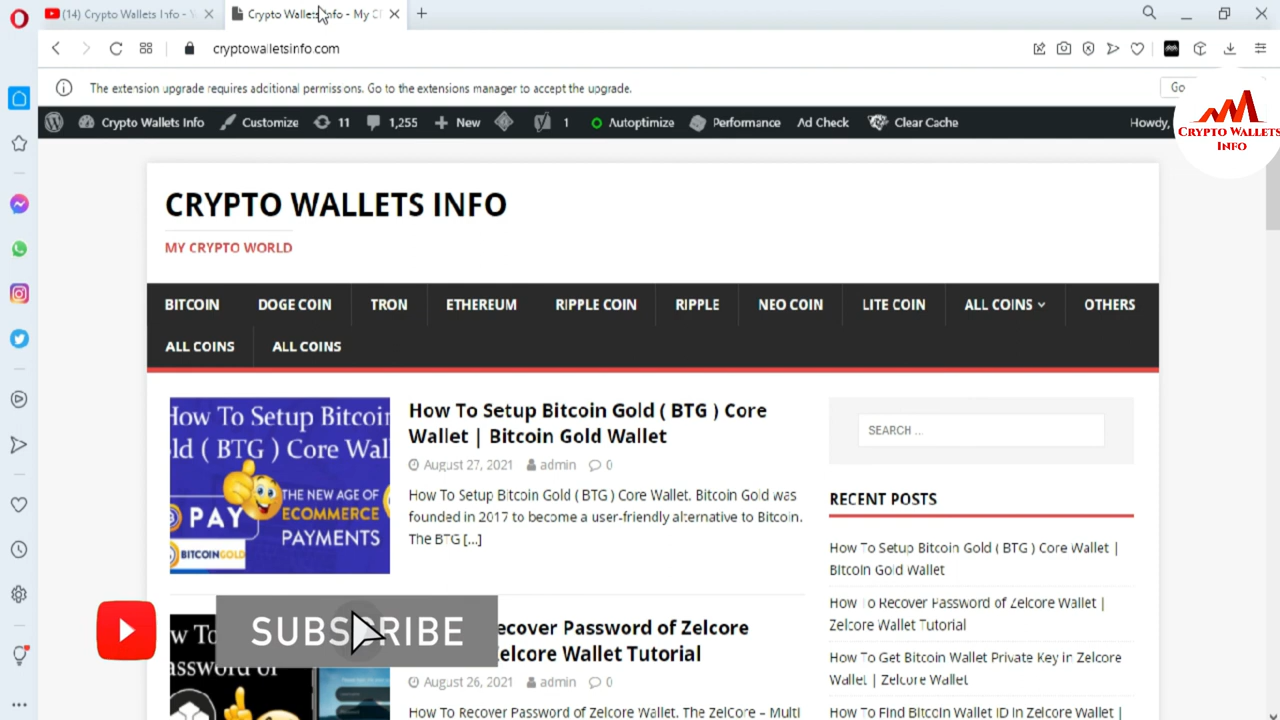 (14) Crypto Wallets Info -
Crypto Wallets Info - My C
cryptowalletsinfo.com
The extension upgrade requires additional permissions. Go to the extensions manager to accept the upgrade.
Go
Crypto Wallets Info
Customize
11
1,255
New
1
Autoptimize
Performance
Ad Check
Clear Cache
Howdy,
CRYPTO WALLETS
INFO
CRYPTO WALLETS INFO
MY CRYPTO WORLD
BITCOIN
DOGE COIN
TRON
ETHEREUM
RIPPLE COIN
RIPPLE
NEO COIN
LITE COIN
ALL COINS
OTHERS
ALL COINS
ALL COINS
How To Setup Bitcoin
ld ( BTG ) Core Wal
PAY
BITCOINGOLD
THE NEW AGE OF
ECOMMERCE
PAYMENTS
How To Setup Bitcoin Gold ( BTG ) Core
Wallet | Bitcoin Gold Wallet
August 27, 2021
admin
0
How To Setup Bitcoin Gold ( BTG ) Core Wallet. Bitcoin Gold was
founded in 2017 to become a user-friendly alternative to Bitcoin.
The BTG [...]
SEARCH ...
RECENT POSTS
How To Setup Bitcoin Gold ( BTG ) Core Wallet |
Bitcoin Gold Wallet
How To Recover Password of Zelcore Wallet |
Zelcore Wallet Tutorial
How To Get Bitcoin Wallet Private Key in Zelcore
Wallet | Zelcore Wallet
How To Find Bitcoin Wallet ID In Zelcore Wallet |
SUBSCRIBE
ecover Password of Zelcore
elcore Wallet Tutorial
August 26, 2021
admin
0
How To Recover Password of Zelcore Wallet. The ZelCore – Multi